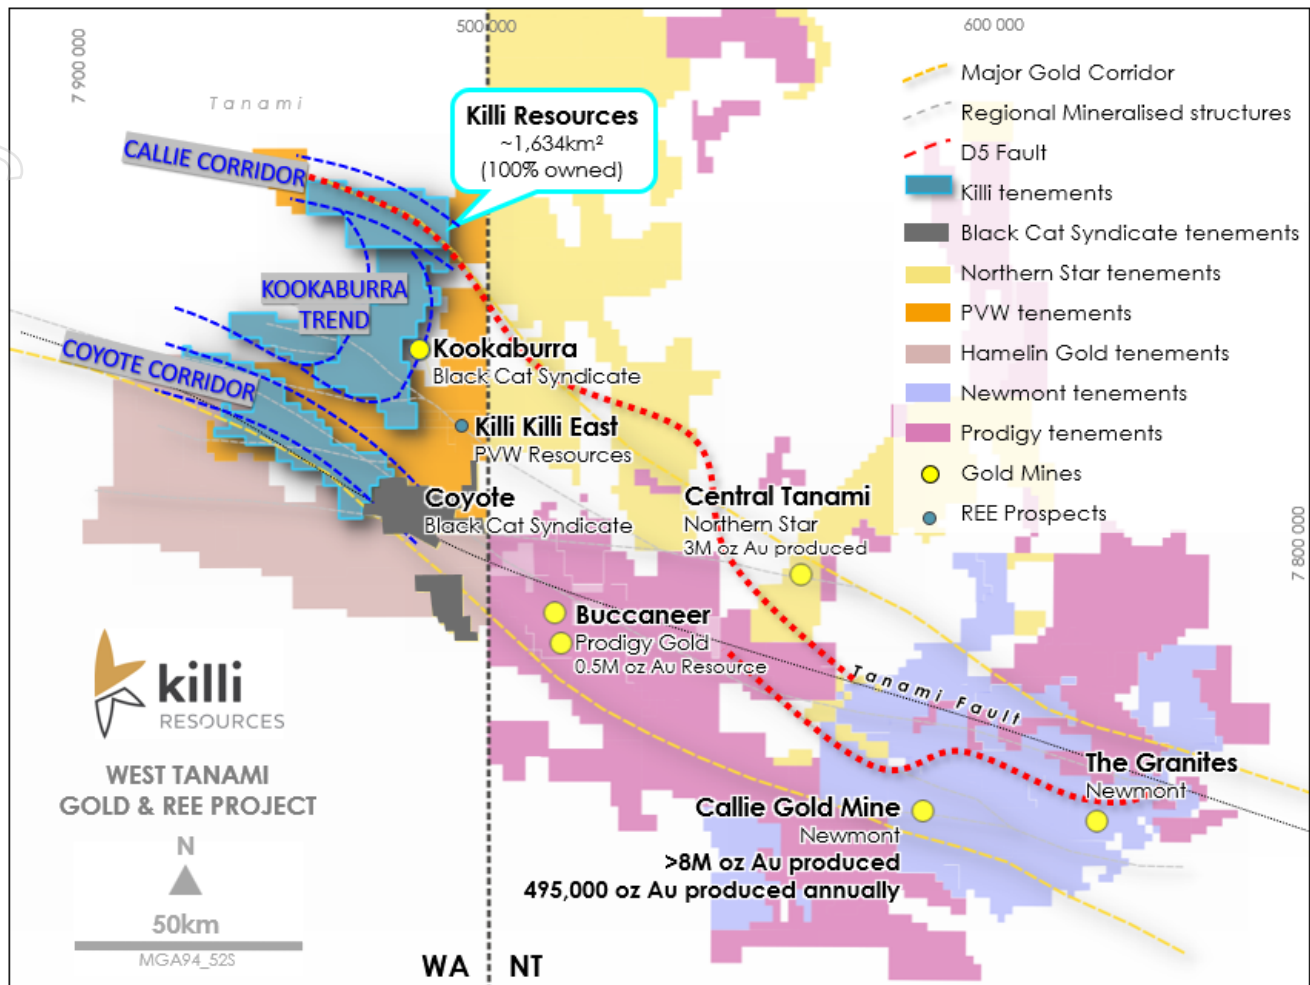 500 000
600 000
7 900 000
Tanami
CALLIE CORRIDOR
Killi Resources
~1,634km²
(100% owned)
Major Gold Corridor
Regional Mineralised structures
D5 Fault
Killi tenements
Black Cat Syndicate tenements
Northern Star tenements
PVW tenements
Hamelin Gold tenements
Newmont tenements
Prodigy tenements
Gold Mines
REE Prospects
KOOKABURRA
TREND
Kookaburra
Black Cat Syndicate
COYOTE CORRIDOR
Killi Killi East
PVW Resources
Coyote
Black Cat Syndicate
Central Tanami
Northern Star
3M oz Au produced
7 800 000
Buccaneer
Prodigy Gold
0.5M oz Au Resource
Tanami Fault
killi
RESOURCES
WEST TANAMI
GOLD & REE PROJECT
The Granites
Newmont
Callie Gold Mine
Newmont
>8M oz Au produced
495,000 oz Au produced annually
N
50km
MGA94_52S
WA
NT